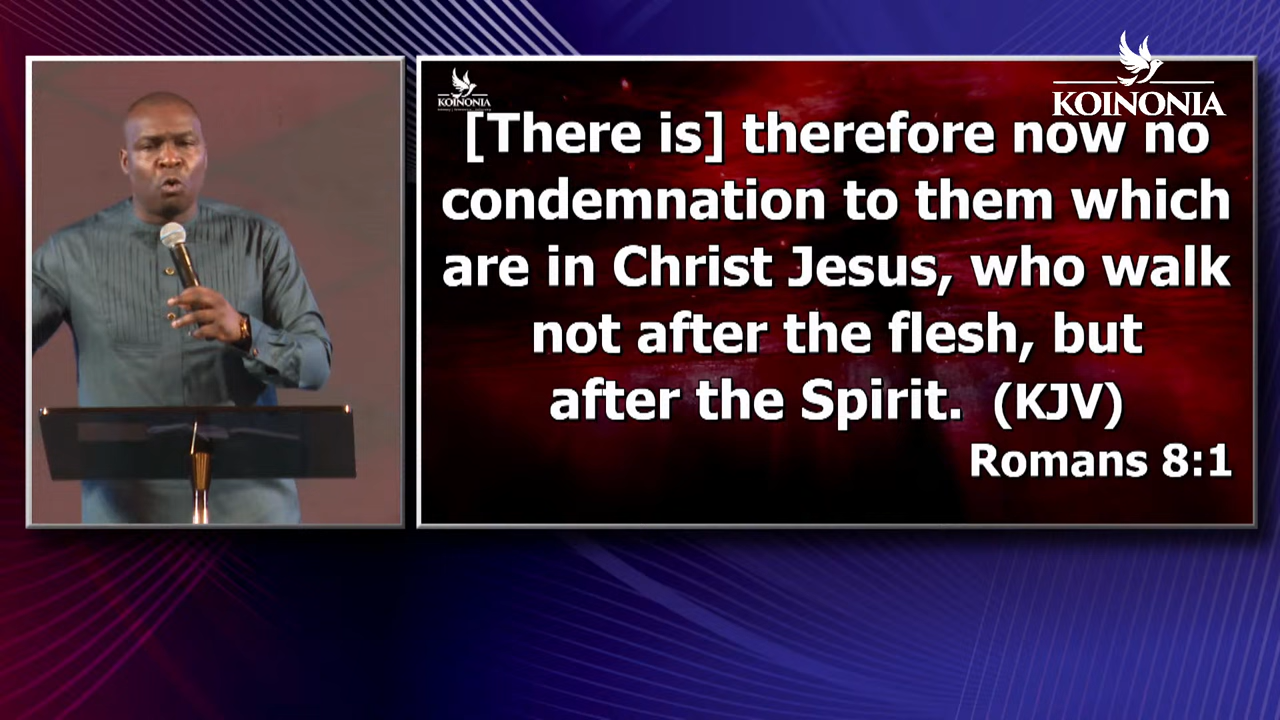 KOINONIA
KOINONIA
[There is] therefore now no
condemnation to them which
are in Christ Jesus, who walk
not after the flesh, but
after the Spirit. (KJV)
Romans 8:1